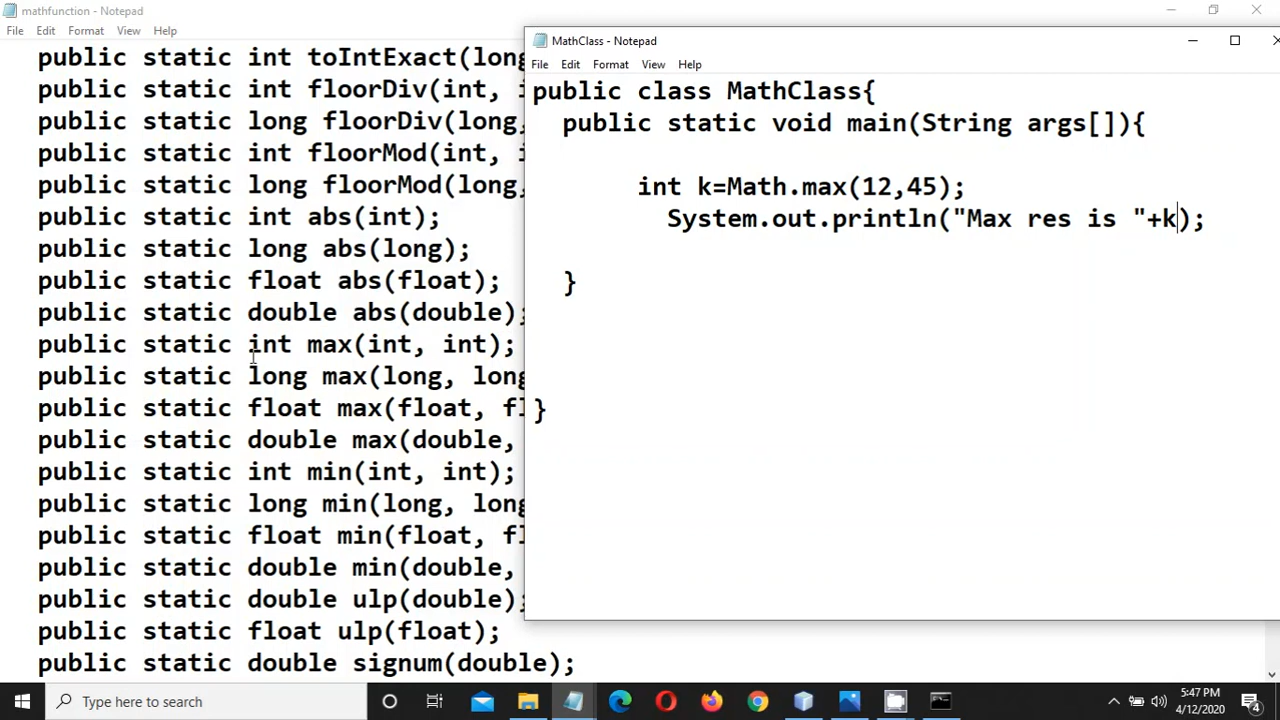 mathfunction - Notepad
File Edit Format View Help
public static int toIntExact(long
public static int floorDiv(int, i
public static long floorDiv(long,
public static int floorMod(int, i
public static long floorMod(long,
public static int abs(int);
public static long abs(long);
public static float abs(float);
public static double abs(double);
public static int max(int, int);
public static long max(long, long
public static float max(float, fl
public static double max(double,
public static int min(int, int);
public static long min(long, long
public static float min(float, fl
public static double min(double,
public static double ulp(double);
public static float ulp(float);
public static double signum(double);
MathClass - Notepad
File Edit Format View Help
public class MathClass{
public static void main(String args[]){
int k=Math.max(12,45);
System.out.println("Max res is "+k);
}
}
Type here to search
5:47 PM
4/12/2020
4